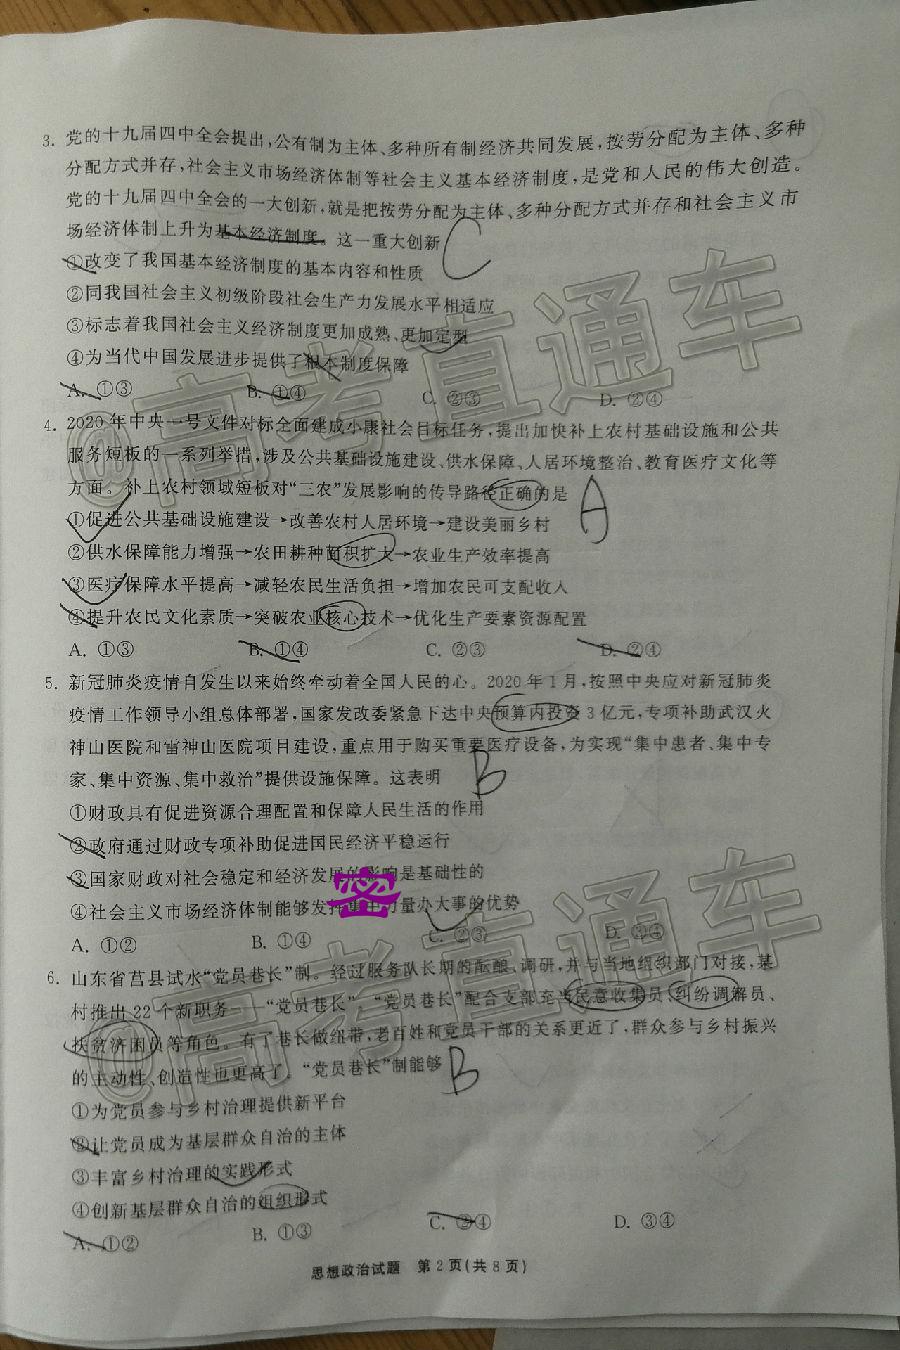 3. 党的十九届四中全会提出,公有制为主体、多种所有制经济共同发展,按劳分配为主体、多种
分配方式并存,社会主义市场经济体制等社会主义基本经济制度,是党和人民的伟大创造。
党的十九届四中全会的一大创新,就是把按劳分配为主体、多种分配方式并存和社会主义市
场经济体制上升为基本经济制度。这一重大创新
C
①改变了我国基本经济制度的基本内容和性质
②同我国社会主义初级阶段社会生产力发展水平相适应
③标志着我国社会主义经济制度更加成熟、更加定型
④为当代中国发展进步提供了根本制度保障
A. ①③ B. ①④ C. ②③ D. ②④
4. 2020年中央一号文件对标全面建成小康社会目标任务,提出加快补上农村基础设施和公共
服务短板的一系列举措,涉及公共基础设施建设、供水保障、人居环境整治、教育医疗文化等
方面。补上农村领域短板对“三农”发展影响的传导路径正确的是
A
①促进公共基础设施建设→改善农村人居环境→建设美丽乡村
②供水保障能力增强→农田耕种面积扩大→农业生产效率提高
③医疗保障水平提高→减轻农民生活负担→增加农民可支配收入
④提升农民文化素质→突破农业核心技术→优化生产要素资源配置
A. ①③ B. ①④ C. ②③ D. ②④
5. 新冠肺炎疫情自发生以来始终牵动着全国人民的心。2020年1月,按照中央应对新冠肺炎
疫情工作领导小组总体部署,国家发改委紧急下达中央预算内投资3亿元,专项补助武汉火
神山医院和雷神山医院项目建设,重点用于购买重要医疗设备,为实现“集中患者、集中专
家、集中资源、集中救治”提供设施保障。这表明
B
①财政具有促进资源合理配置和保障人民生活的作用
②政府通过财政专项补助促进国民经济平稳运行
③国家财政对社会稳定和经济发展的影响是基础性的
④社会主义市场经济体制能够发挥集中力量办大事的优势
密
A. ①② B. ①④ C. ②③ D. ③④
6. 山东省莒县试水“党员巷长”制。经过服务队长期的酝酿、调研,并与当地组织部门对接,某
村推出22个新职务——“党员巷长”,“党员巷长”配合支部充当民意收集员、纠纷调解员、
扶贫济困员等角色。有了巷长做纽带,老百姓和党员干部的关系更近了,群众参与乡村振兴
的主动性、创造性也更高了。“党员巷长”制能够
B
①为党员参与乡村治理提供新平台
②让党员成为基层群众自治的主体
③丰富乡村治理的实践形式
④创新基层群众自治的组织形式
A. ①② B. ①③ C. ②④ D. ③④
思想政治试题 第2页(共8页)
@高考直通车
@高考直通车